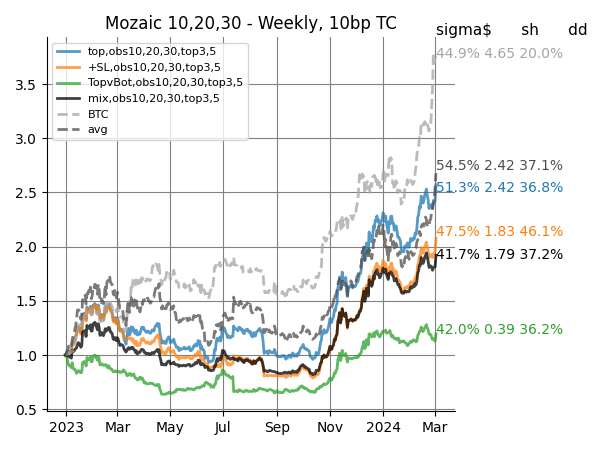 Mozaic 10,20,30 - Weekly, 10bp TC
sigma$ sh dd
top,obs10,20,30,top3,5
+SL,obs10,20,30,top3,5
TopvBot,obs10,20,30,top3,5
mix,obs10,20,30,top3,5
BTC
avg
44.9% 4.65 20.0%
54.5% 2.42 37.1%
51.3% 2.42 36.8%
47.5% 1.83 46.1%
41.7% 1.79 37.2%
42.0% 0.39 36.2%
3.5
3.0
2.5
2.0
1.5
1.0
0.5
2023 Mar May Jul Sep Nov 2024 Mar